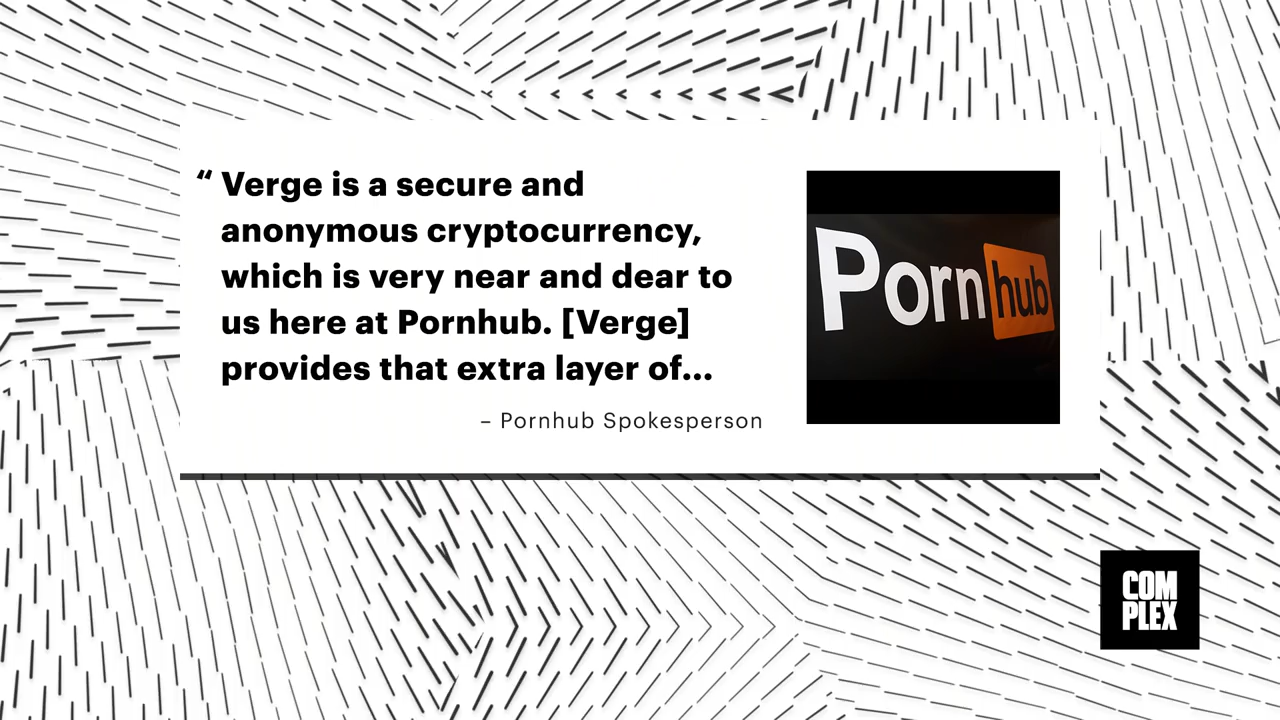 “ Verge is a secure and
anonymous cryptocurrency,
which is very near and dear to
us here at Pornhub. [Verge]
provides that extra layer of...
– Pornhub Spokesperson
Pornhub
COM
PLEX